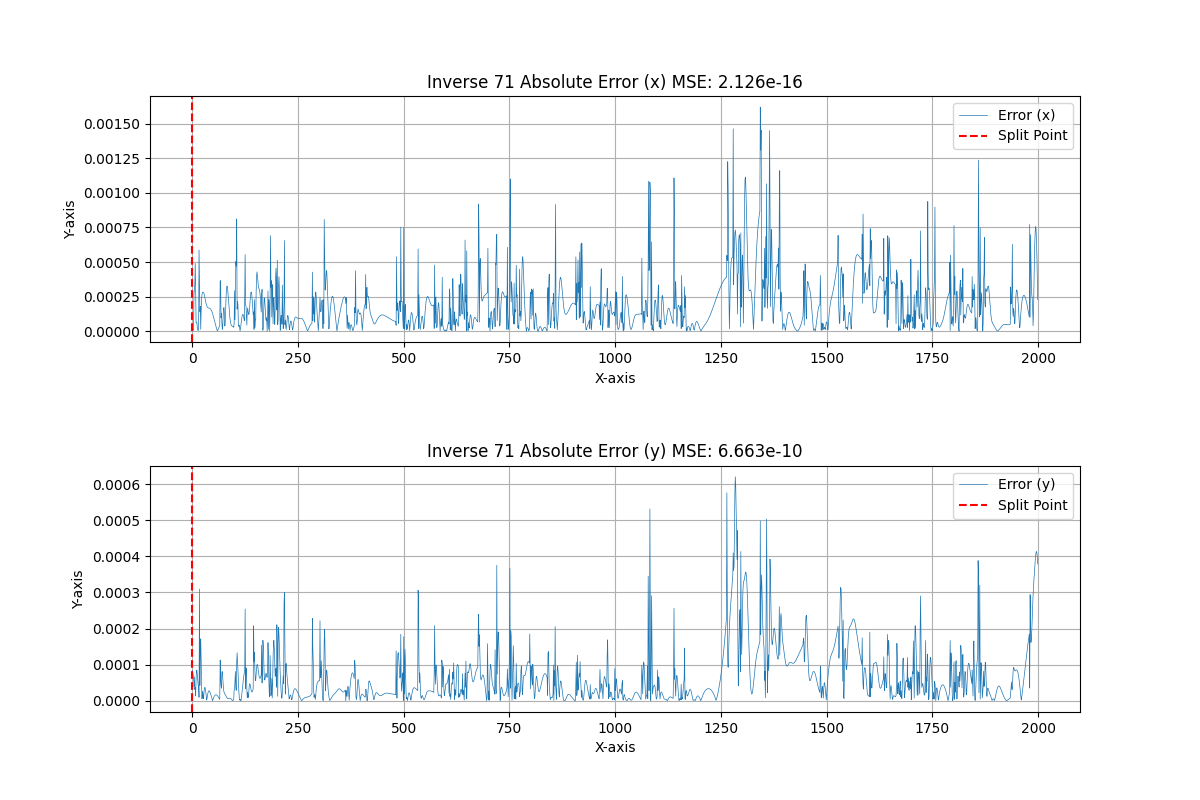 Inverse 71 Absolute Error (x) MSE: 2.126e-16
Y-axis
0.00150
0.00125
0.00100
0.00075
0.00050
0.00025
0.00000
Error (x)
Split Point
0 250 500 750 1000 1250 1500 1750 2000
X-axis
Inverse 71 Absolute Error (y) MSE: 6.663e-10
Y-axis
0.0006
0.0005
0.0004
0.0003
0.0002
0.0001
0.0000
Error (y)
Split Point
0 250 500 750 1000 1250 1500 1750 2000
X-axis